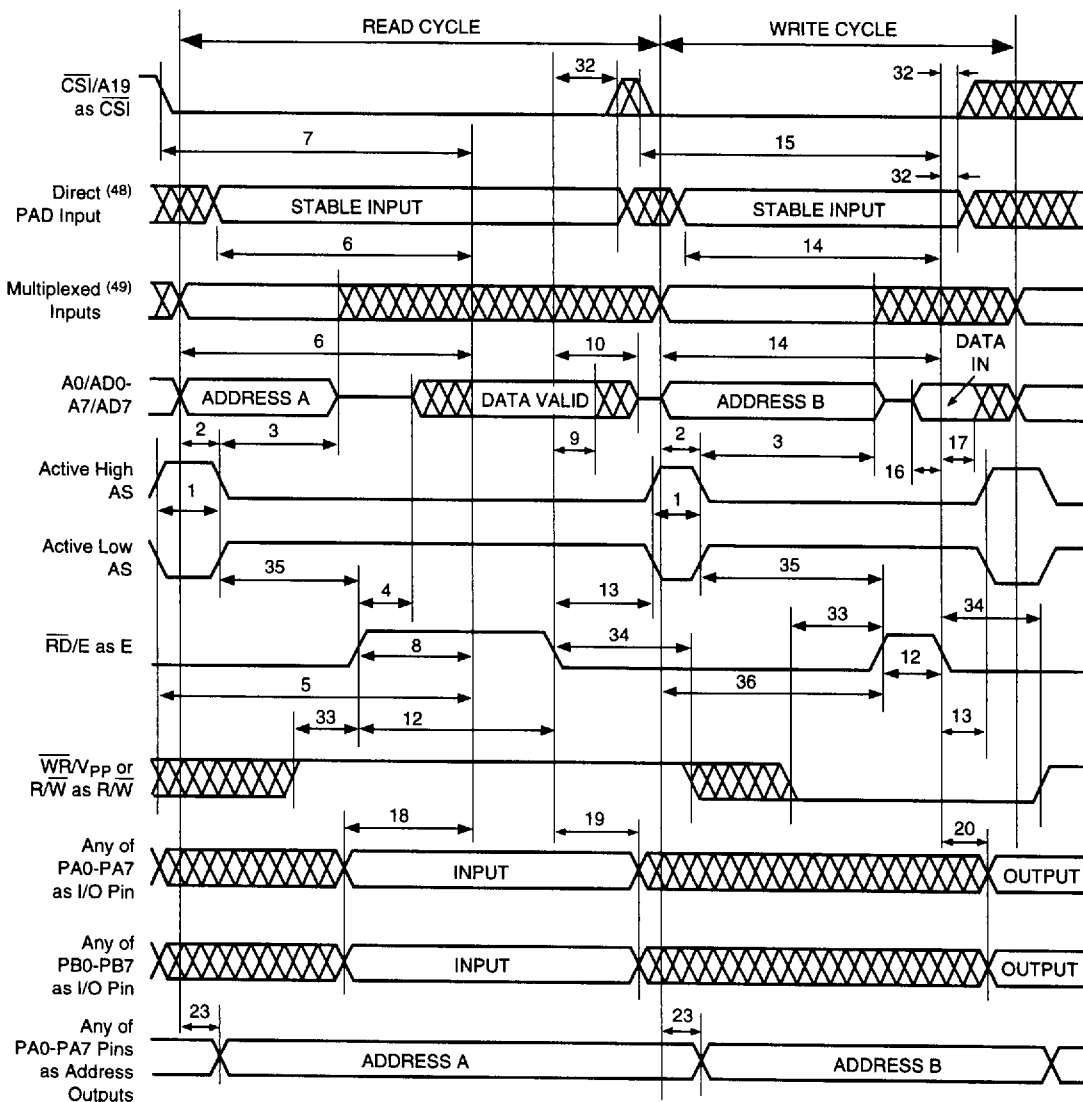 READ CYCLE
WRITE CYCLE
32
32
CSI/A19
as CSI
7
15
32
Direct (48)
PAD Input
STABLE INPUT
STABLE INPUT
6
14
Multiplexed (49)
Inputs
6
10
14
DATA
IN
A0/AD0-
A7/AD7
ADDRESS A
DATA VALID
ADDRESS B
2
3
9
2
3
16
17
Active High
AS
1
1
Active Low
AS
35
4
13
35
33
34
RD/E as E
8
34
12
5
36
33
12
13
WR/VPP or
R/W as R/W
18
19
20
Any of
PA0-PA7
as I/O Pin
INPUT
OUTPUT
Any of
PB0-PB7
as I/O Pin
INPUT
OUTPUT
23
23
Any of
PA0-PA7 Pins
as Address
Outputs
ADDRESS A
ADDRESS B